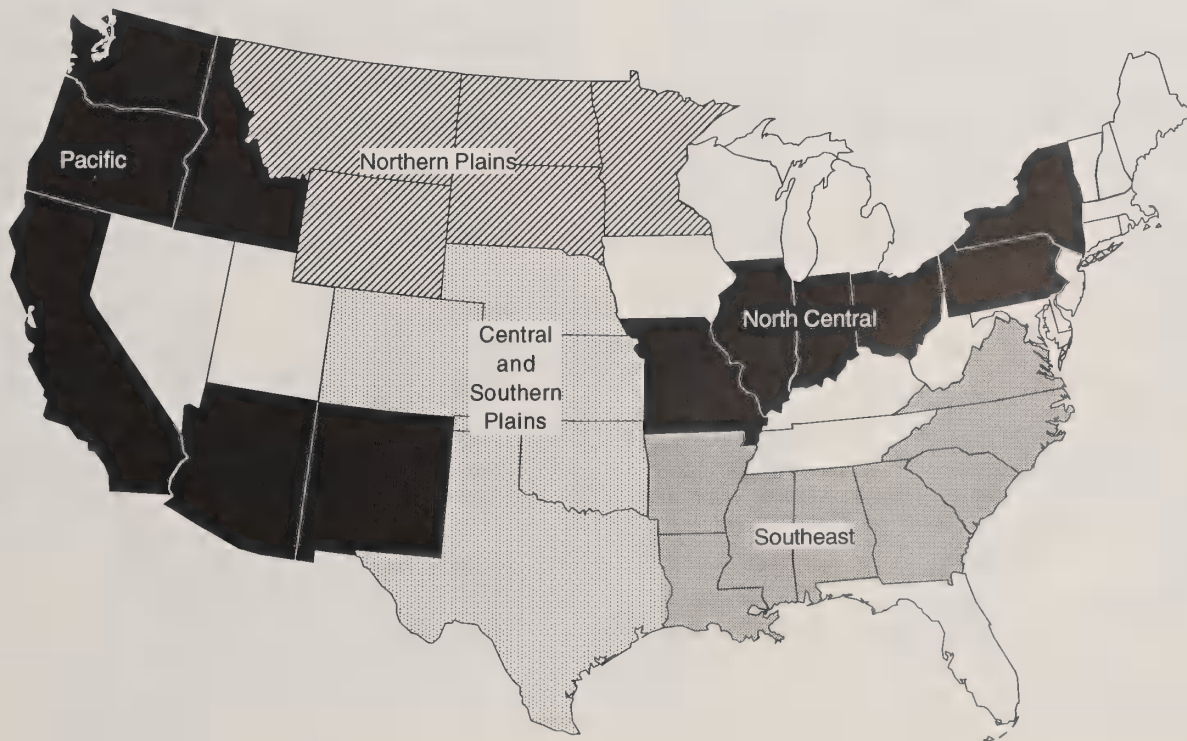 Pacific
Northern Plains
North Central
Central
and
Southern
Plains
Southeast